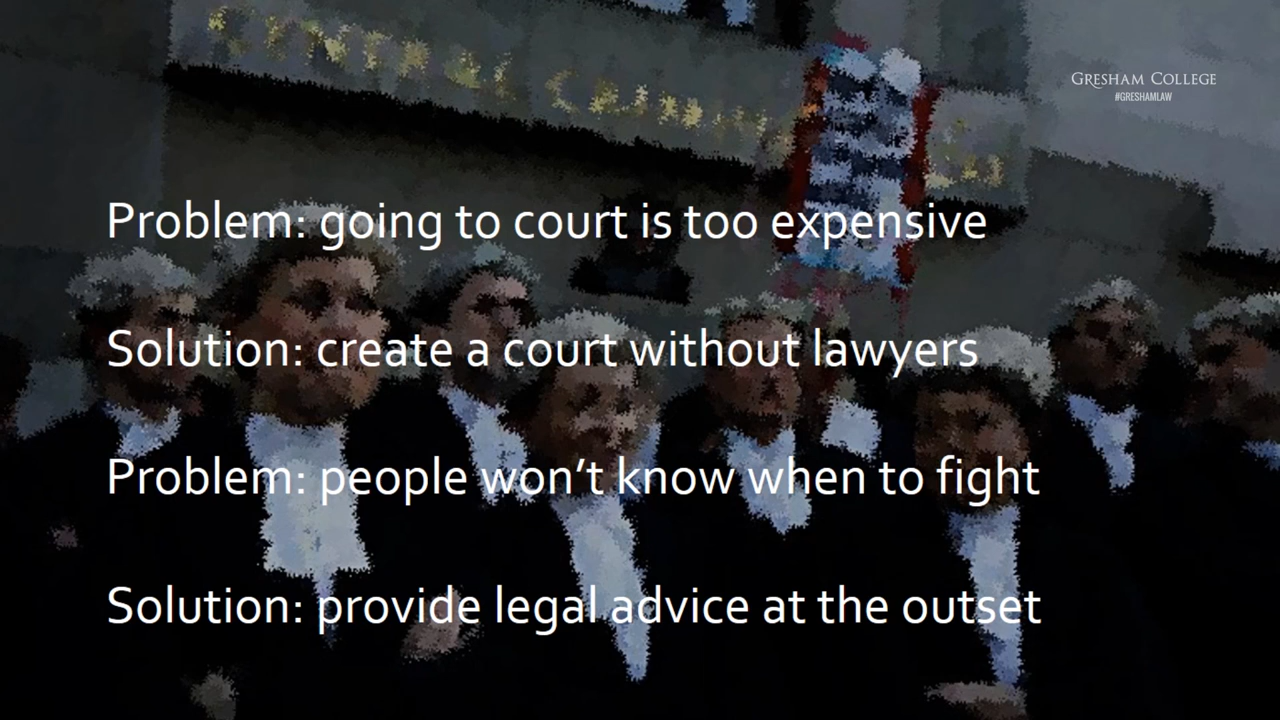 GRESHAM COLLEGE
#GRESHAMLAW
Problem: going to court is too expensive
Solution: create a court without lawyers
Problem: people won't know when to fight
Solution: provide legal advice at the outset